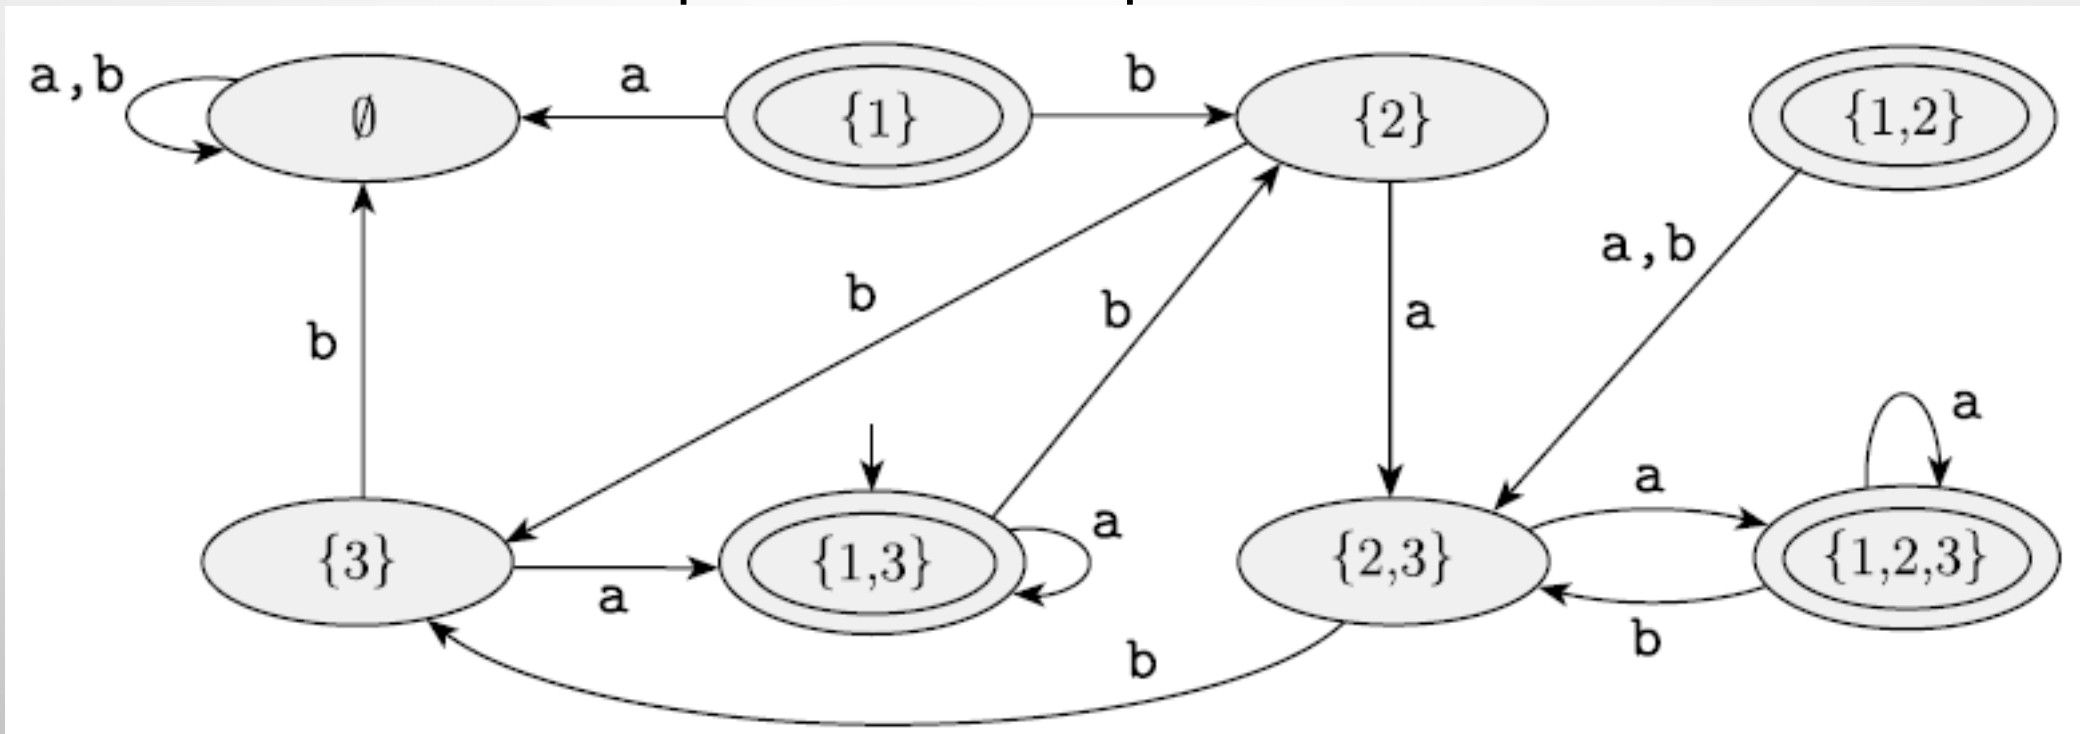 a,b
∅
a
{1}
b
{2}
{1,2}
b
b
b
a
a,b
a
{3}
a
{1,3}
a
{2,3}
a
{1,2,3}
b
b